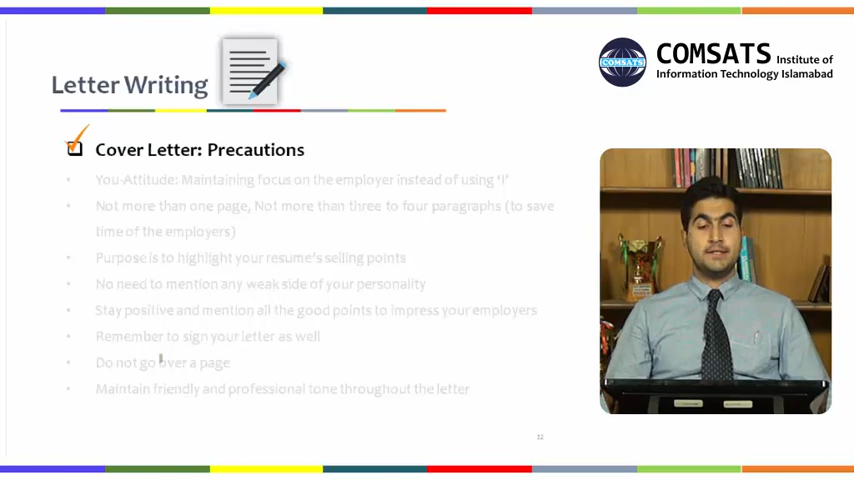 COMSATS Institute of
COMSATS Information Technology Islamabad
Letter Writing
Cover Letter: Precautions
• You-Attitude: Maintaining focus on the employer instead of using ‘I’
• Not more than one page, Not more than three to four paragraphs (to save
time of the employers)
• Purpose is to highlight your resume’s selling points
• No need to mention any weak side of your personality
• Stay positive and mention all the good points to impress your employers
• Remember to sign your letter as well
• Do not go over a page
• Maintain friendly and professional tone throughout the letter
12